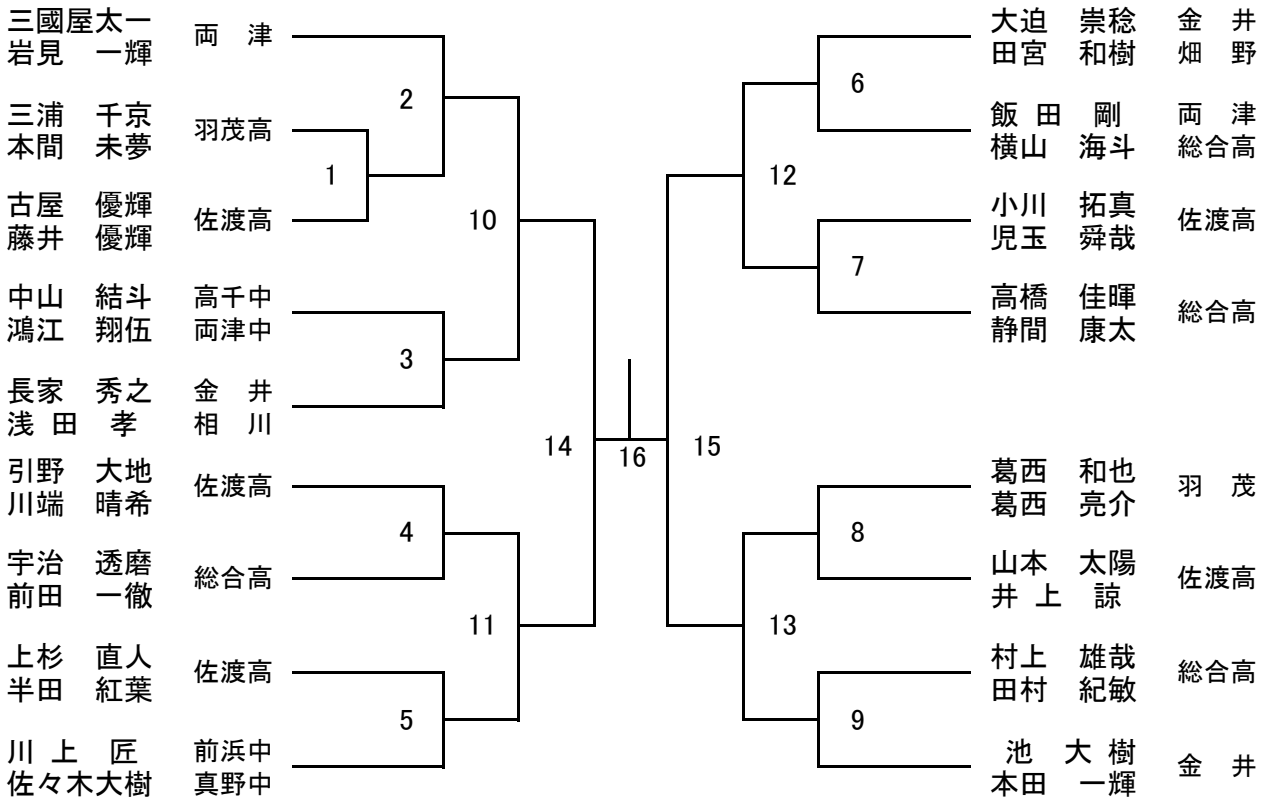 三國屋太一
岩見　一輝
両　津
三浦　千京
本間　未夢
羽茂高
古屋　優輝
藤井　優輝
佐渡高
中山　結斗　高千中
鴻江　翔伍　両津中
長家　秀之　金　井
浅 田　孝　相　川
引野　大地
川端　晴希
佐渡高
宇治　透磨
前田　一徹
総合高
上杉　直人
半田　紅葉
佐渡高
川 上　匠　前浜中
佐々木大樹　真野中
2
1
10
3
14
4
11
5
16
15
6
12
7
8
13
9
大迫　崇稔　金　井
田宮　和樹　畑　野
飯 田　剛　両　津
横山　海斗　総合高
小川　拓真
児玉　舜哉
佐渡高
高橋　佳暉
静間　康太
総合高
葛西　和也
葛西　亮介
羽　茂
山本　太陽
井 上　諒
佐渡高
村上　雄哉
田村　紀敏
総合高
池　大 樹
本田　一輝
金　井